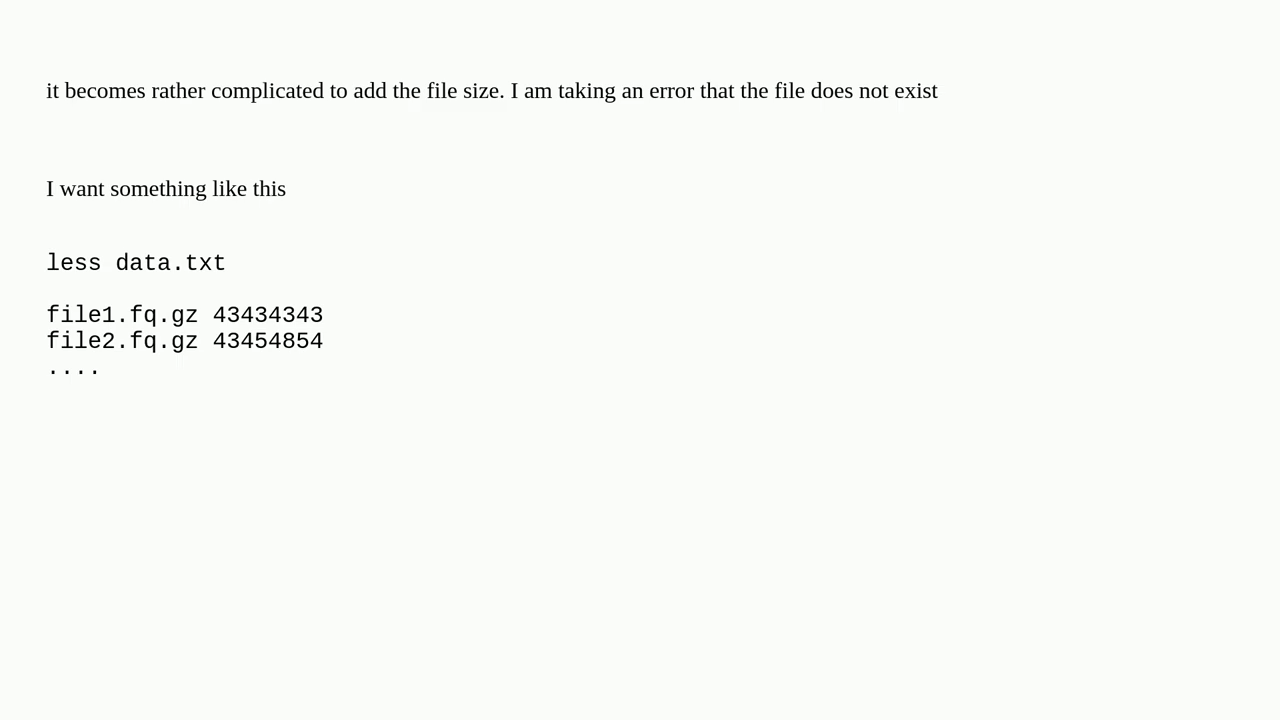 it becomes rather complicated to add the file size. I am taking an error that the file does not exist
I want something like this
less data.txt
file1.fq.gz 43434343
file2.fq.gz 43454854
....